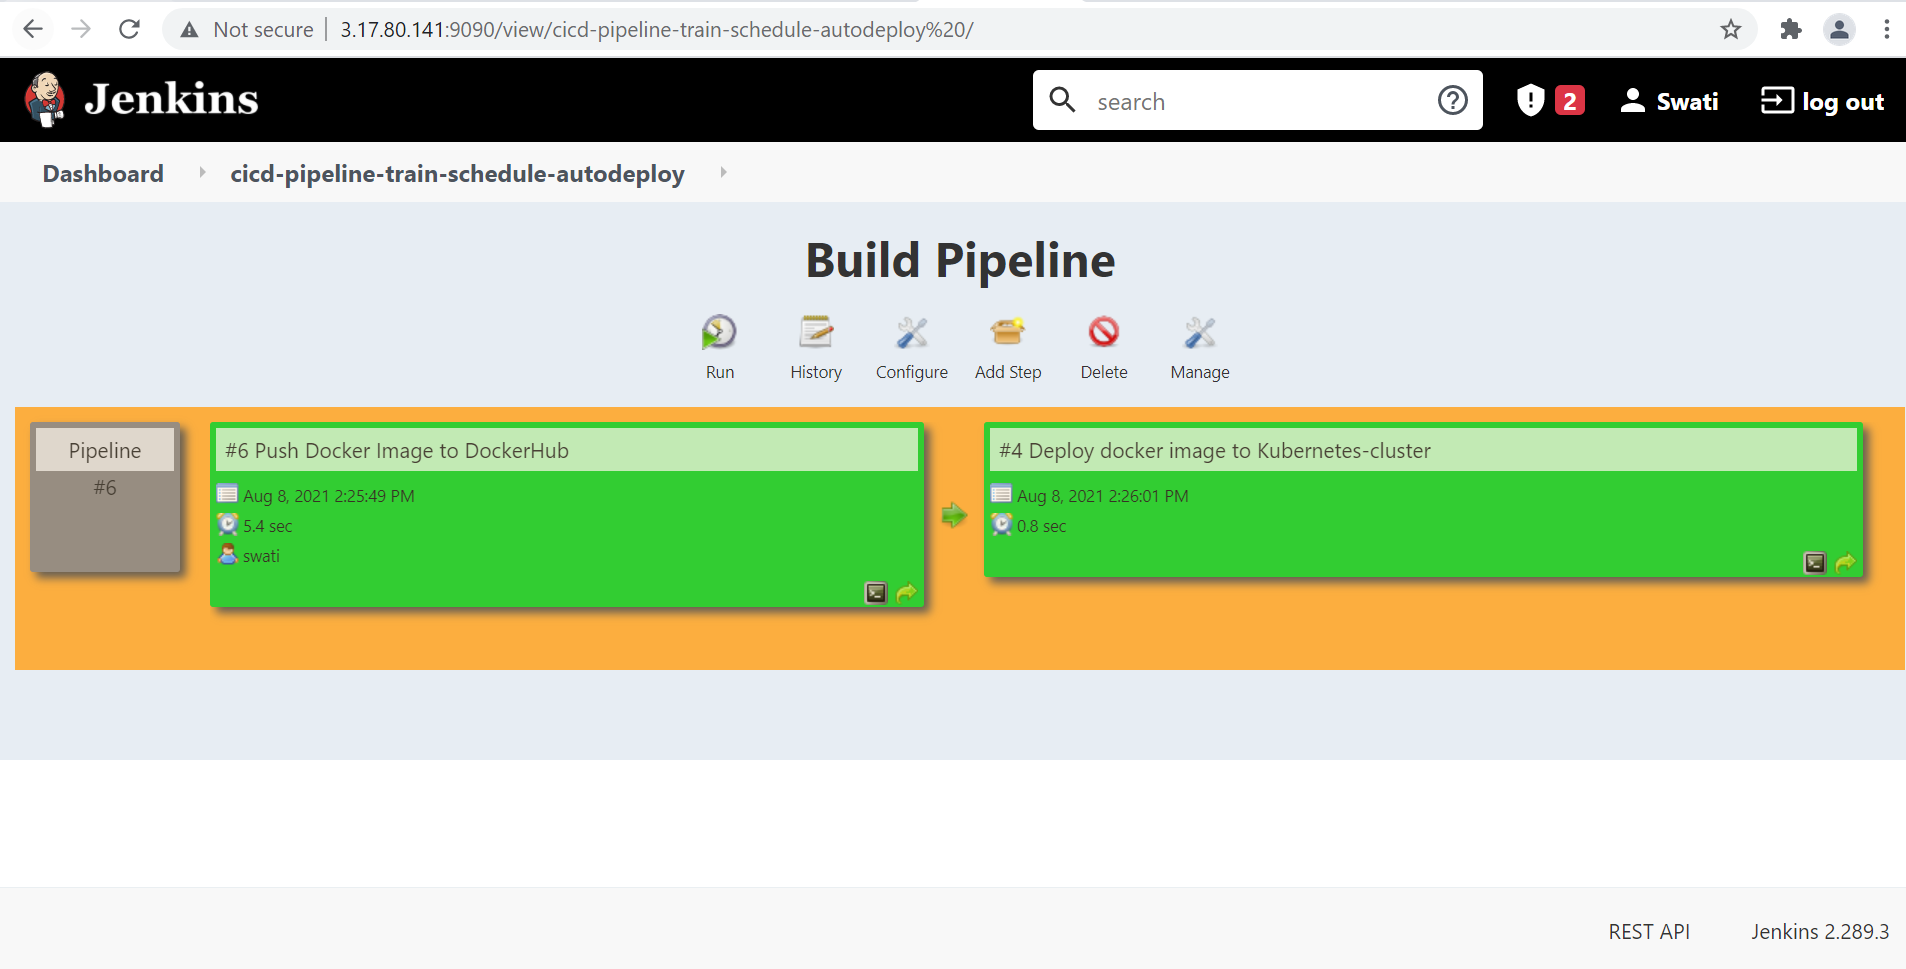 Not secure | 3.17.80.141:9090/view/cicd-pipeline-train-schedule-autodeploy%20/
Jenkins
search
2
Swati
log out
Dashboard
cicd-pipeline-train-schedule-autodeploy
Build Pipeline
Run
History
Configure
Add Step
Delete
Manage
Pipeline
#6
#6 Push Docker Image to DockerHub
Aug 8, 2021 2:25:49 PM
5.4 sec
swati
#4 Deploy docker image to Kubernetes-cluster
Aug 8, 2021 2:26:01 PM
0.8 sec
REST API
Jenkins 2.289.3